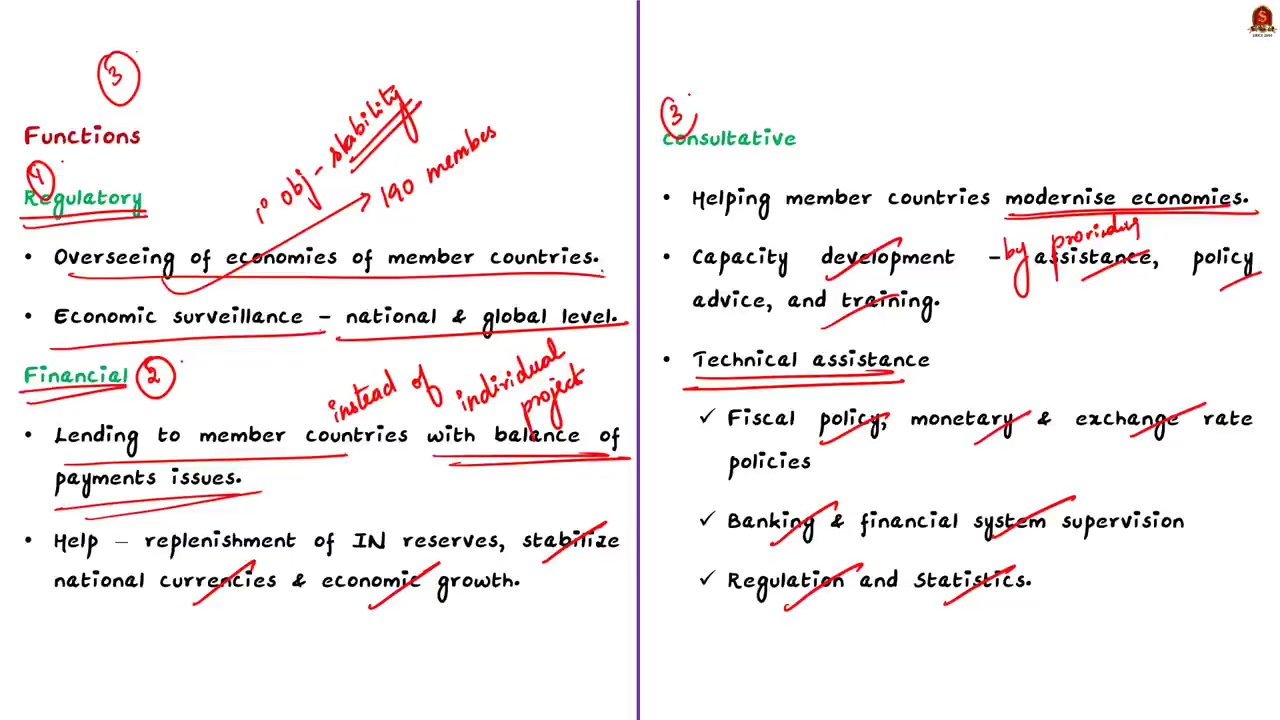 3
Functions
1
Regulatory
1° obj - stability
190 membes
• Overseeing of economies of member countries.
• Economic surveillance – national & global level.
Financial 2
instead of individual project
• Lending to member countries with balance of
payments issues.
• Help – replenishment of IN reserves, stabilize
national currencies & economic growth.
3
consultative
• Helping member countries modernise economies.
by providing
• Capacity development – assistance, policy
advice, and training.
• Technical assistance
✓ Fiscal policy, monetary & exchange rate
policies
✓ Banking & financial system supervision
✓ Regulation and Statistics.